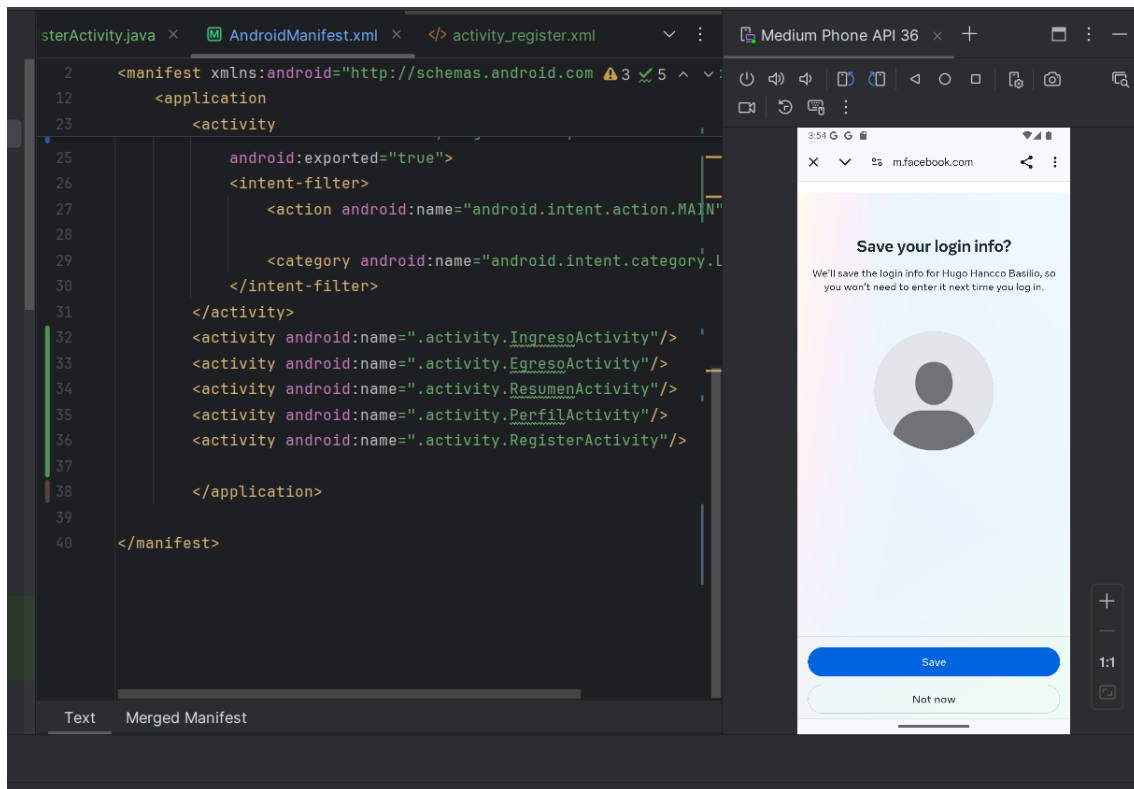 sterActivity.java
AndroidManifest.xml
activity_register.xml
Medium Phone API 36
2 <manifest xmlns:android="http://schemas.android.com 3 5
12 <application
23 <activity
25 android:exported="true">
26 <intent-filter>
27 <action android:name="android.intent.action.MAIN"
28
29 <category android:name="android.intent.category.L
30 </intent-filter>
31 </activity>
32 <activity android:name=".activity.IngresoActivity"/>
33 <activity android:name=".activity.EgresoActivity"/>
34 <activity android:name=".activity.ResumenActivity"/>
35 <activity android:name=".activity.PerfilActivity"/>
36 <activity android:name=".activity.RegisterActivity"/>
37
38 </application>
39
40 </manifest>
Text Merged Manifest
3:54 G G
m.facebook.com
Save your login info?
We'll save the login info for Hugo Hancco Basilio, so
you won't need to enter it next time you log in.
Save
Not now
1:1